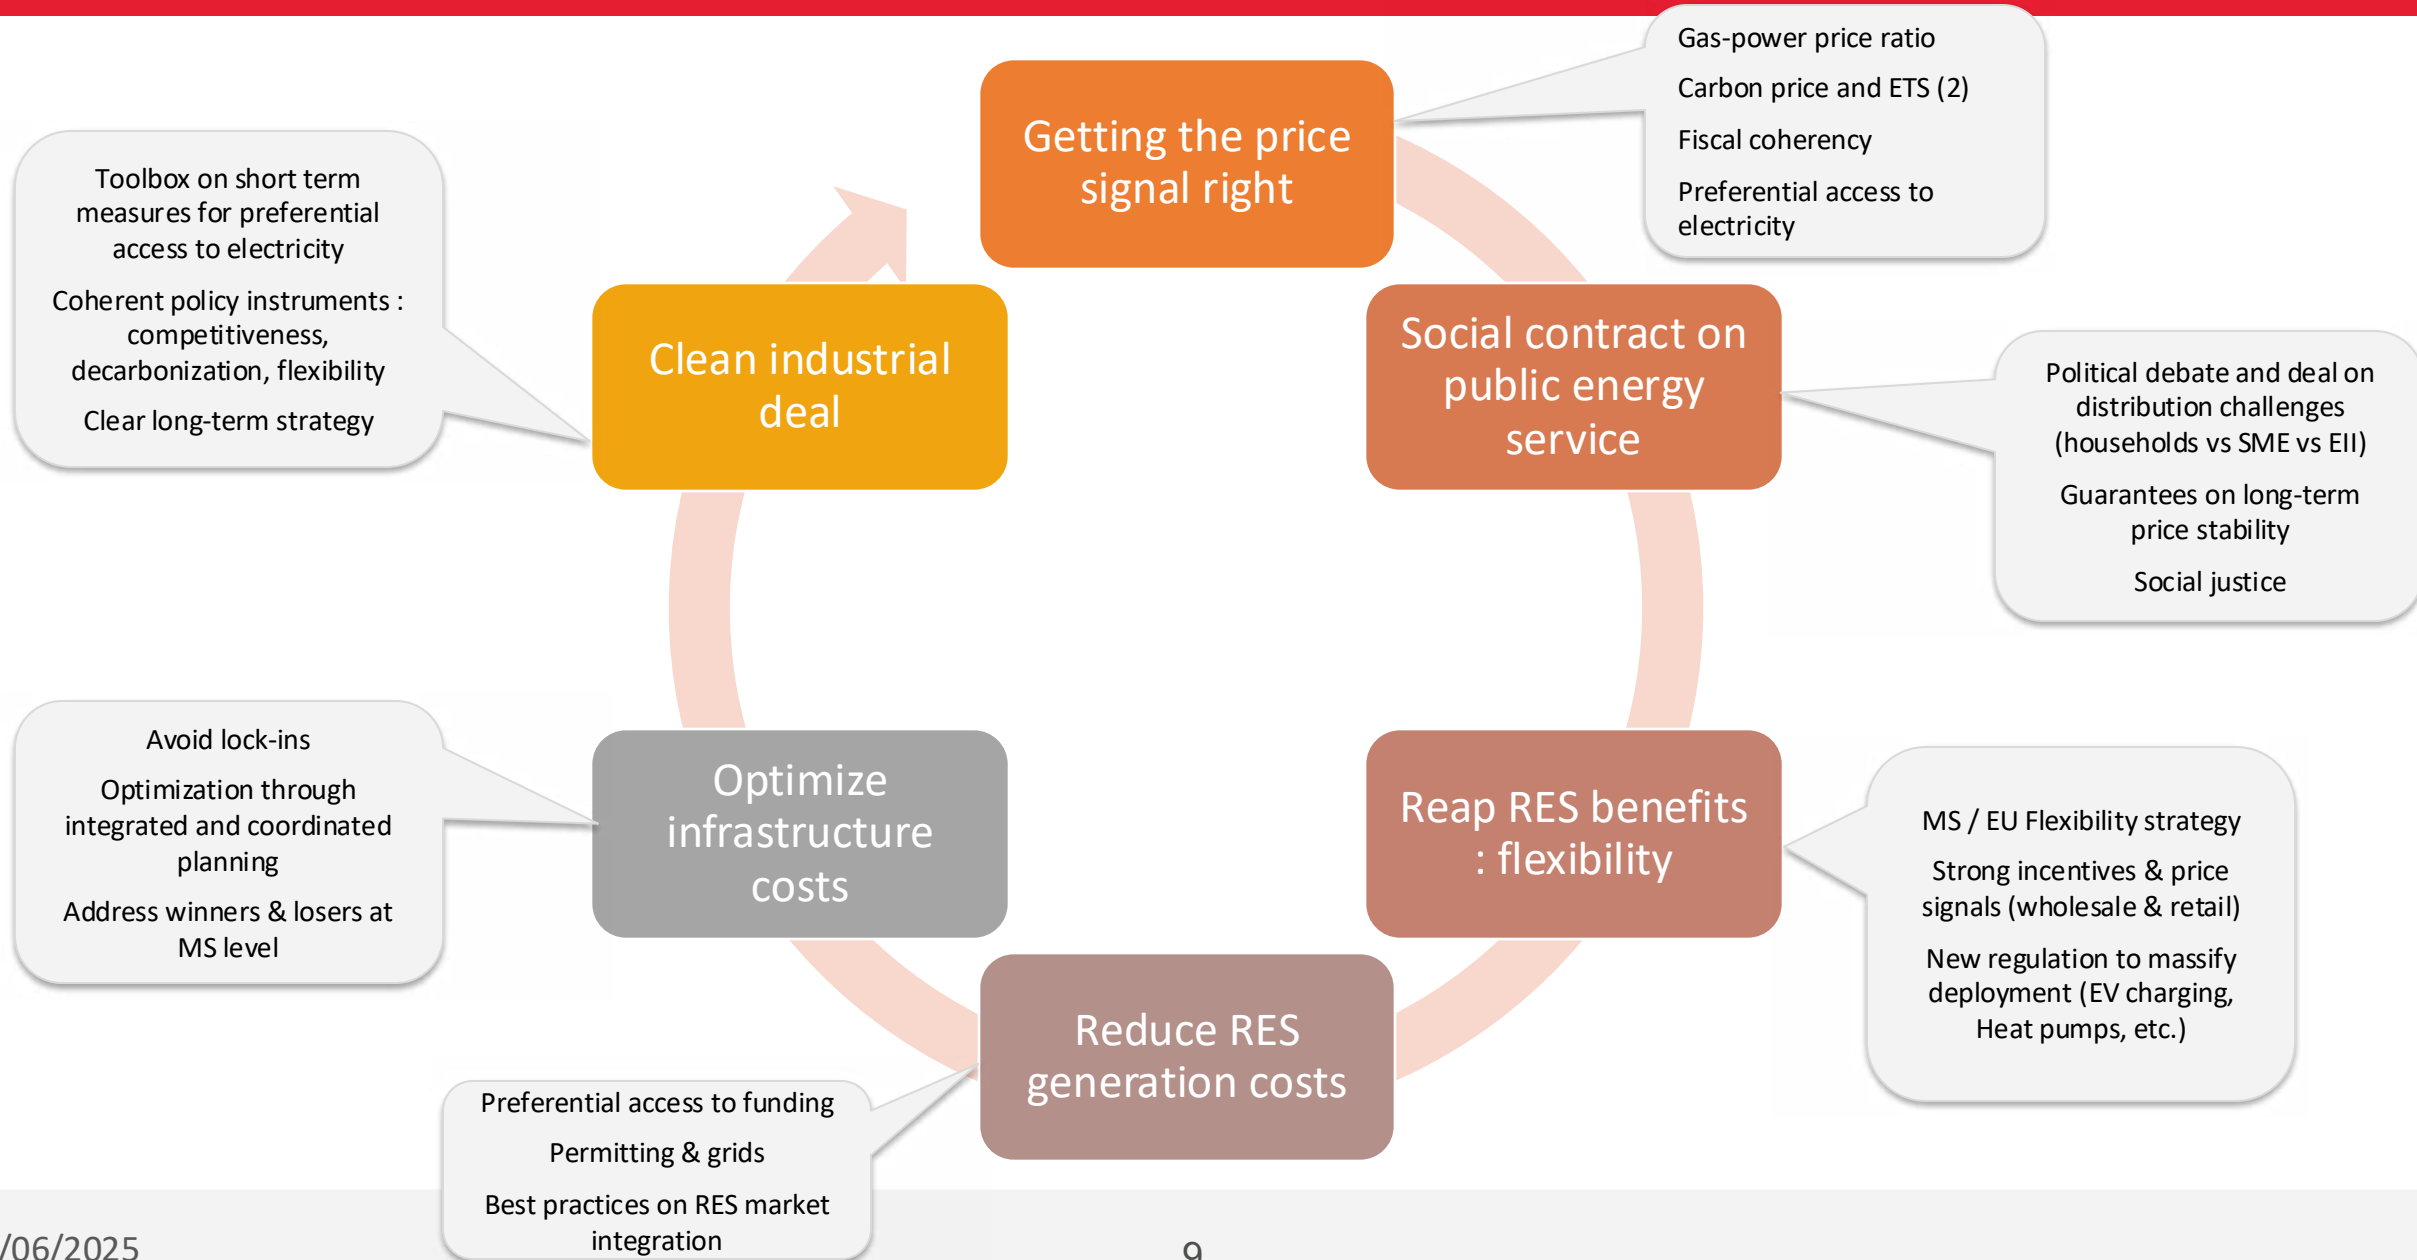 Getting the price
signal right
Gas-power price ratio
Carbon price and ETS (2)
Fiscal coherency
Preferential access to
electricity
Social contract on
public energy
service
Political debate and deal on
distribution challenges
(households vs SME vs EII)
Guarantees on long-term
price stability
Social justice
Reap RES benefits
: flexibility
MS / EU Flexibility strategy
Strong incentives & price
signals (wholesale & retail)
New regulation to massify
deployment (EV charging,
Heat pumps, etc.)
Reduce RES
generation costs
Preferential access to funding
Permitting & grids
Best practices on RES market
integration
Optimize
infrastructure
costs
Avoid lock-ins
Optimization through
integrated and coordinated
planning
Address winners & losers at
MS level
Clean industrial
deal
Toolbox on short term
measures for preferential
access to electricity
Coherent policy instruments :
competitiveness,
decarbonization, flexibility
Clear long-term strategy
/06/2025
9